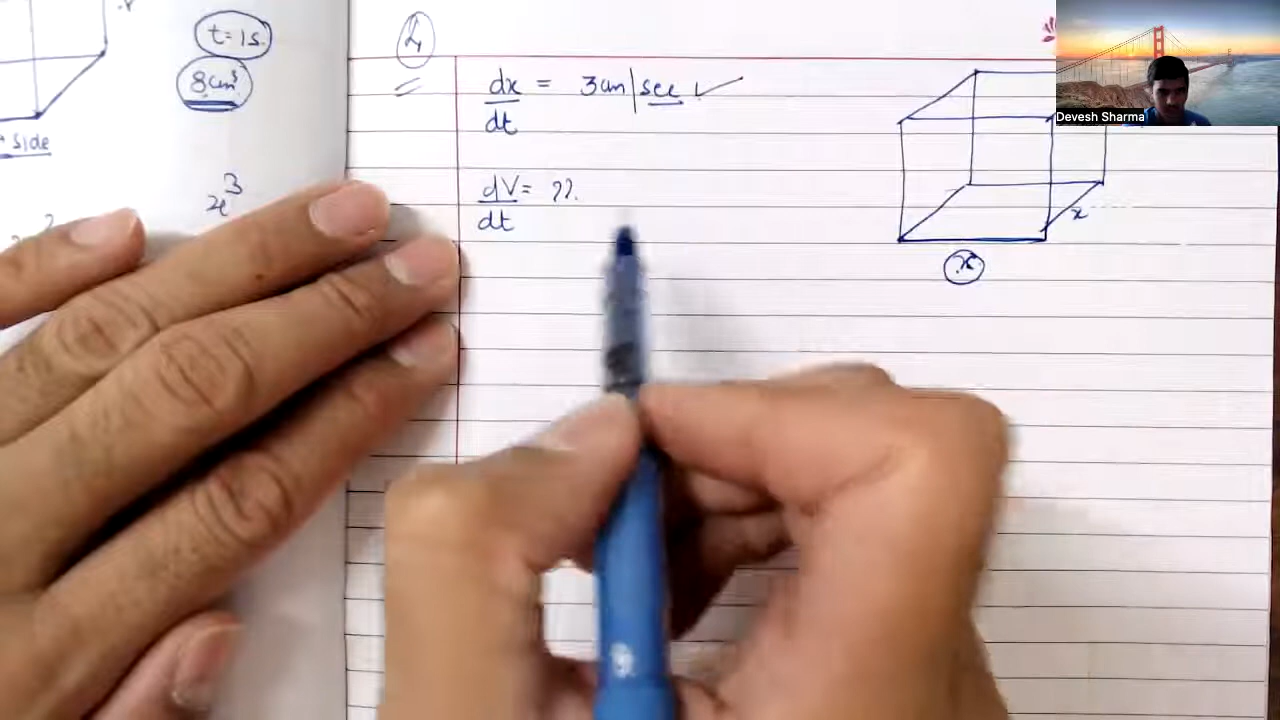 t=1s.
8cm³
side
x³
4
= dx/dt = 3cm/sec ✓
dV/dt = ??.
x
x
Devesh Sharma